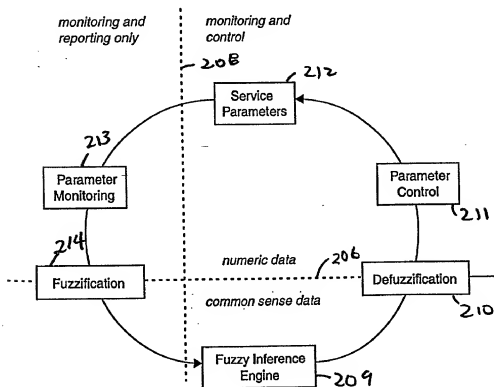 monitoring and
reporting only
monitoring and
control
208
212
Service
Parameters
213
Parameter
Monitoring
Parameter
Control
211
214
Fuzzification
numeric data
206
common sense data
Defuzzification
210
Fuzzy Inference
Engine
209